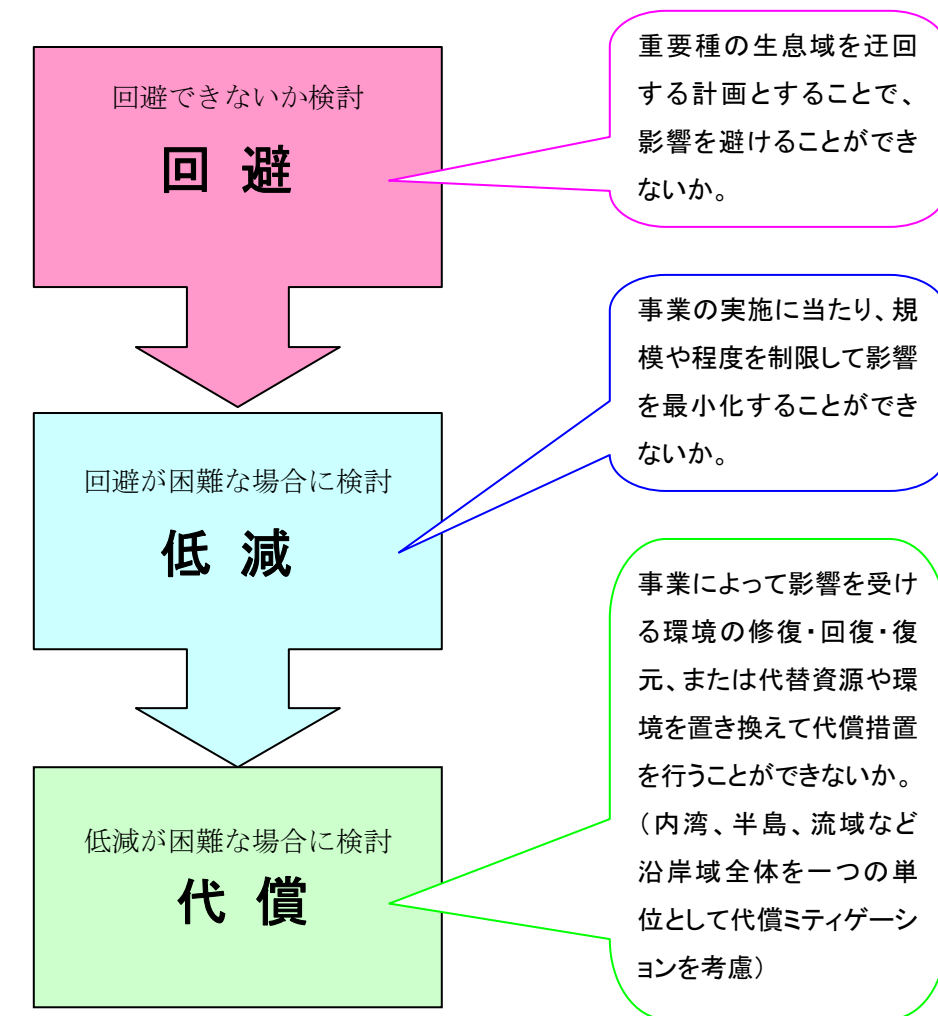 回避できないか検討
回 避
重要種の生息域を迂回
する計画とすることで、
影響を避けることができ
ないか。
回避が困難な場合に検討
低 減
事業の実施に当たり、規
模や程度を制限して影響
を最小化することができ
ないか。
低減が困難な場合に検討
代 償
事業によって影響を受け
る環境の修復・回復・復
元、または代替資源や環
境を置き換えて代償措置
を行うことができないか。
（内湾、半島、流域など
沿岸域全体を一つの単
位として代償ミティゲーシ
ョンを考慮）